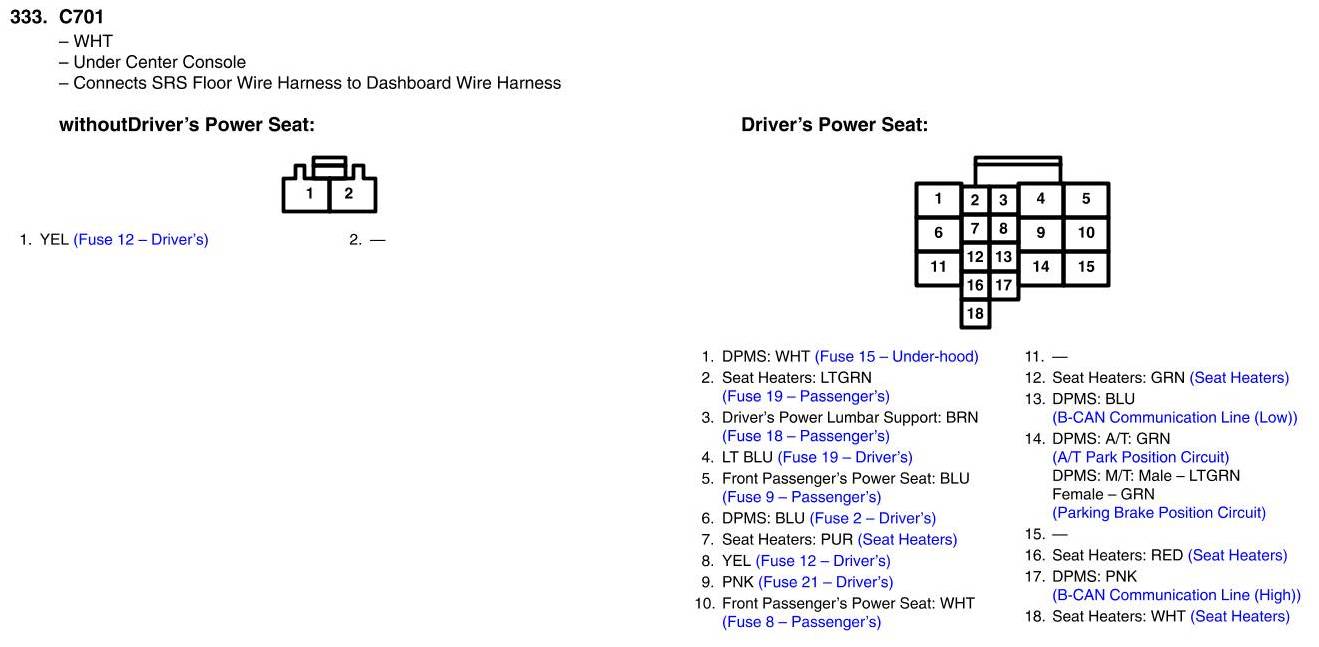 333. C701
– WHT
– Under Center Console
– Connects SRS Floor Wire Harness to Dashboard Wire Harness
withoutDriver's Power Seat:
1 2
1. YEL (Fuse 12 – Driver's)
2. —
Driver's Power Seat:
1 2 3 4 5
6 7 8 9 10
11 12 13 14 15
16 17
18
1. DPMS: WHT (Fuse 15 – Under-hood)
2. Seat Heaters: LTGRN
(Fuse 19 – Passenger's)
3. Driver's Power Lumbar Support: BRN
(Fuse 18 – Passenger's)
4. LT BLU (Fuse 19 – Driver's)
5. Front Passenger's Power Seat: BLU
(Fuse 9 – Passenger's)
6. DPMS: BLU (Fuse 2 – Driver's)
7. Seat Heaters: PUR (Seat Heaters)
8. YEL (Fuse 12 – Driver's)
9. PNK (Fuse 21 – Driver's)
10. Front Passenger's Power Seat: WHT
(Fuse 8 – Passenger's)
11. —
12. Seat Heaters: GRN (Seat Heaters)
13. DPMS: BLU
(B-CAN Communication Line (Low))
14. DPMS: A/T: GRN
(A/T Park Position Circuit)
DPMS: M/T: Male – LTGRN
Female – GRN
(Parking Brake Position Circuit)
15. —
16. Seat Heaters: RED (Seat Heaters)
17. DPMS: PNK
(B-CAN Communication Line (High))
18. Seat Heaters: WHT (Seat Heaters)